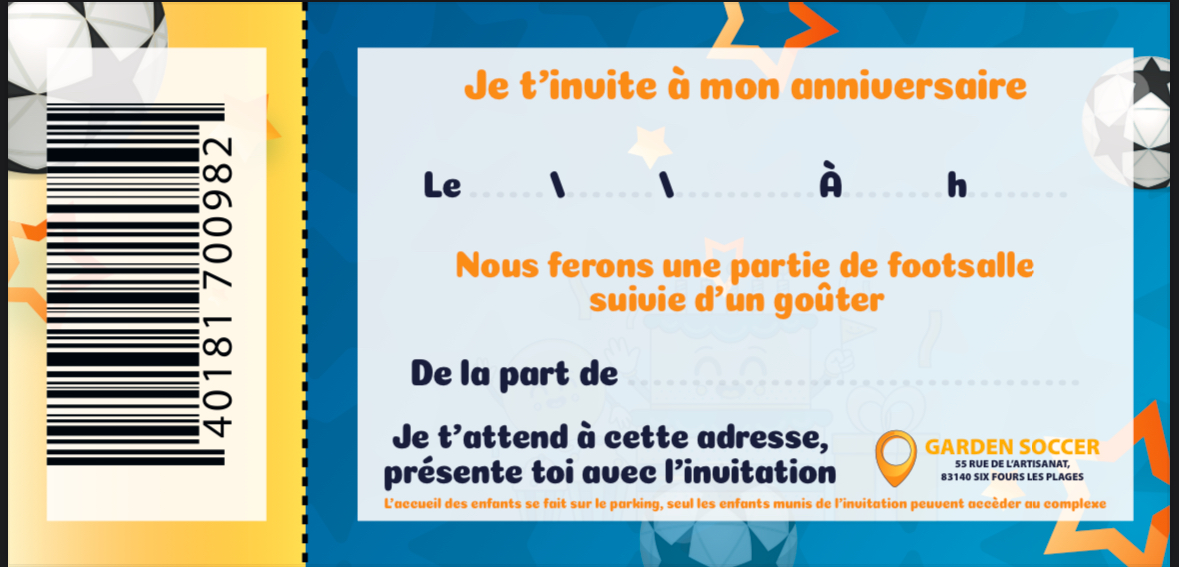 40181 700982
Je t'invite à mon anniversaire
Le ......\......\.........À......h.........
Nous ferons une partie de footsalle
suivie d'un goûter
De la part de ..............................
Je t'attend à cette adresse,
présente toi avec l'invitation
GARDEN SOCCER
55 RUE DE L'ARTISANAT,
83140 SIX FOURS LES PLAGES
L'accueil des enfants se fait sur le parking, seul les enfants munis de l'invitation peuvent accèder au complexe